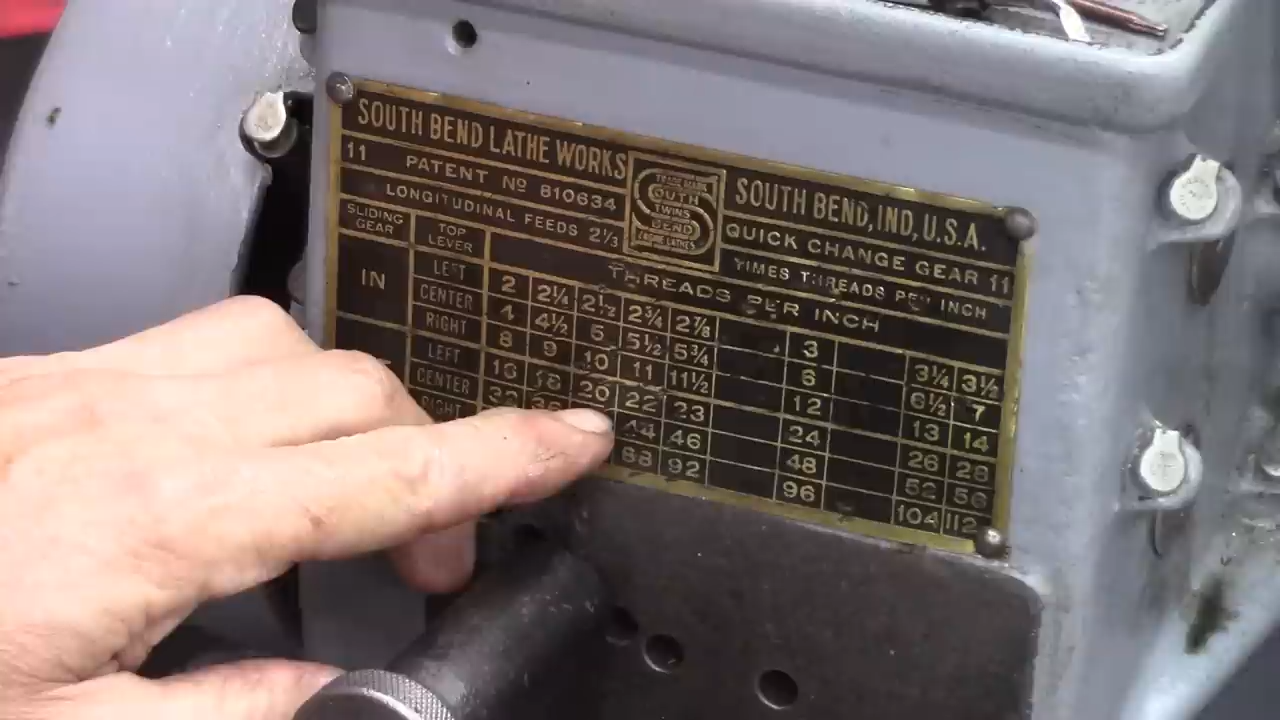 SOUTH BEND LATHE WORKS
SOUTH BEND, IND, U.S.A.
TRADE MARK
SOUTH
TWINS
BEND
ENGINE LATHES
11 PATENT Nº 810634
QUICK CHANGE GEAR 11
LONGITUDINAL FEEDS 2⅓
TIMES THREADS PER INCH
SLIDING GEAR
TOP LEVER
THREADS PER INCH
IN
LEFT 2 2¼ 2½ 2¾ 2⅞ 3 3¼ 3½
CENTER 4 4½ 5 5½ 5¾ 6 6½ 7
RIGHT 8 9 10 11 11½ 12 13 14
LEFT 16 18 20 22 23 24 26 28
CENTER 32 36 44 46 48 52 56
RIGHT 88 92 96 104 112